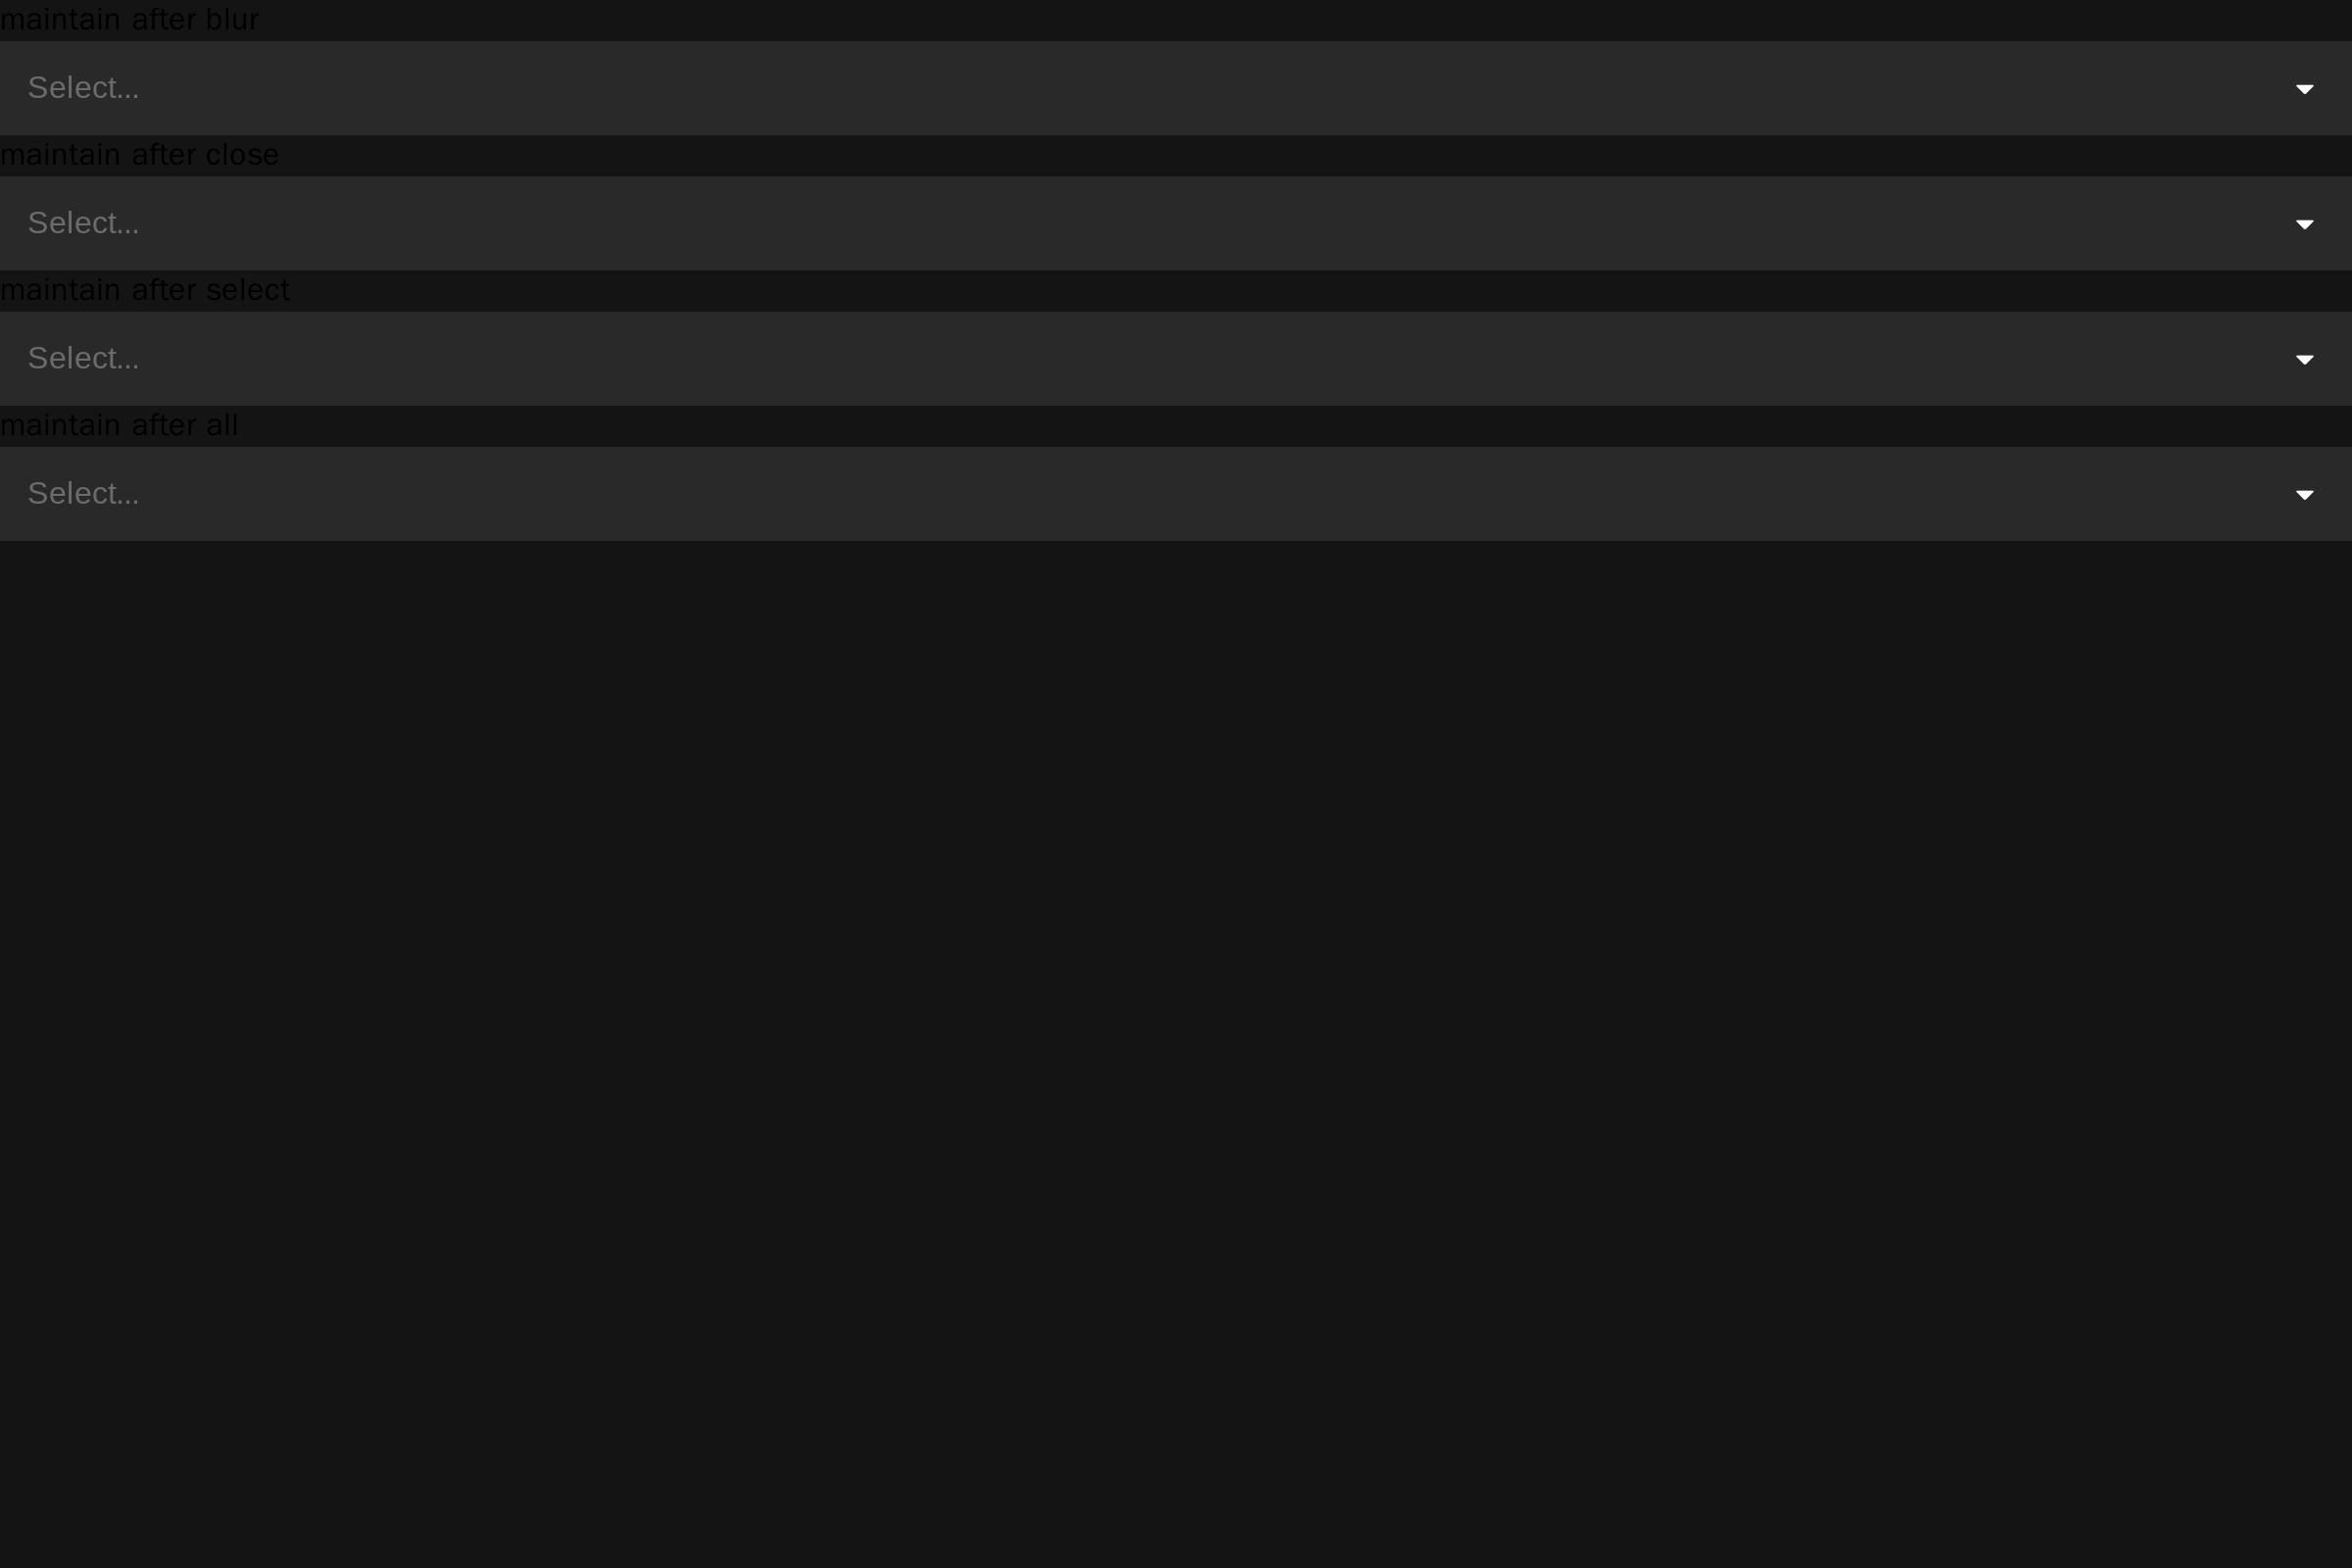 maintain after blur
Select...
maintain after close
Select...
maintain after select
Select...
maintain after all
Select...